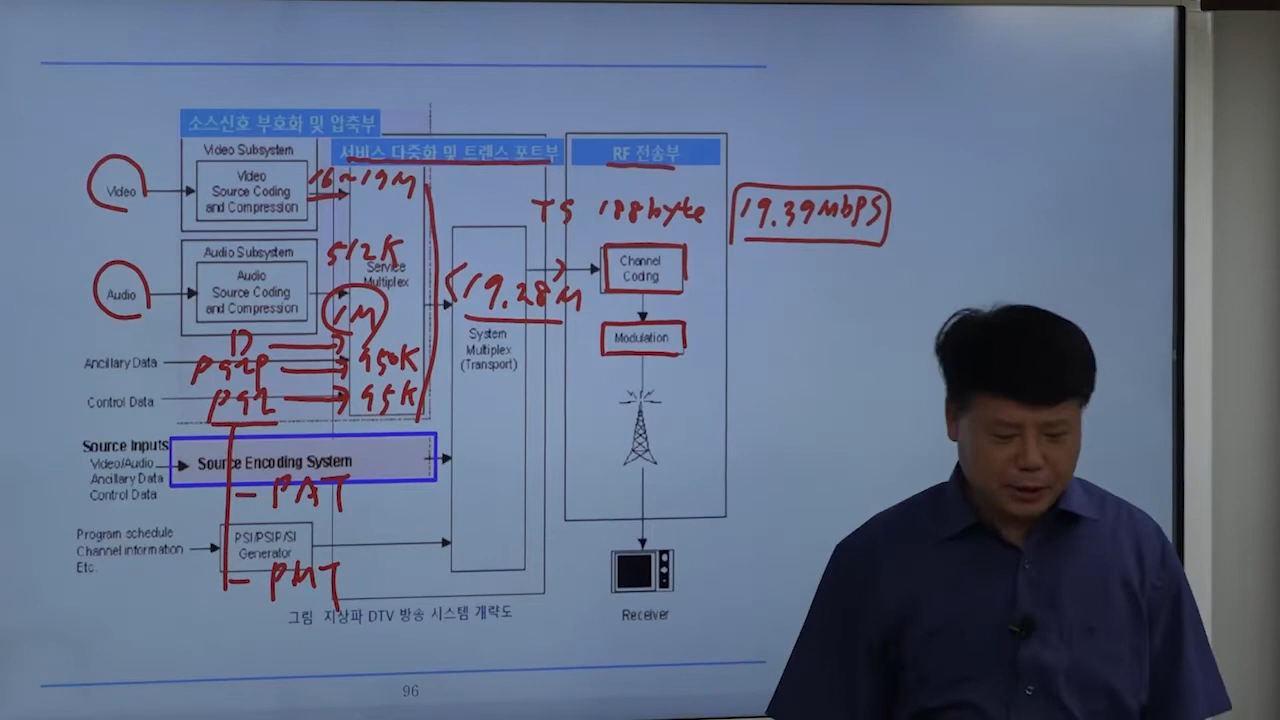 소스신호 부호화 및 압축부
서비스 다중화 및 트랜스 포트부
RF 전송부
Video Subsystem
Video
Video
Source Coding
and Compression
16~19M
TS 188byte
19.39MbPS
Audio Subsystem
512K
Audio
Audio
Source Coding
and Compression
Service
Multiplex
1M
19.28M
Channel
Coding
System
Multiplex
(Transport)
Modulation
D
Ancillary Data
PSIP
950K
Control Data
PSI
95K
Source Inputs
Video/Audio
Ancillary Data
Control Data
Source Encoding System
- PAT
Program schedule
Channel information
Etc.
PSI/PSIP/SI
Generator
- PMT
Receiver
그림 지상파 DTV 방송 시스템 개략도
96